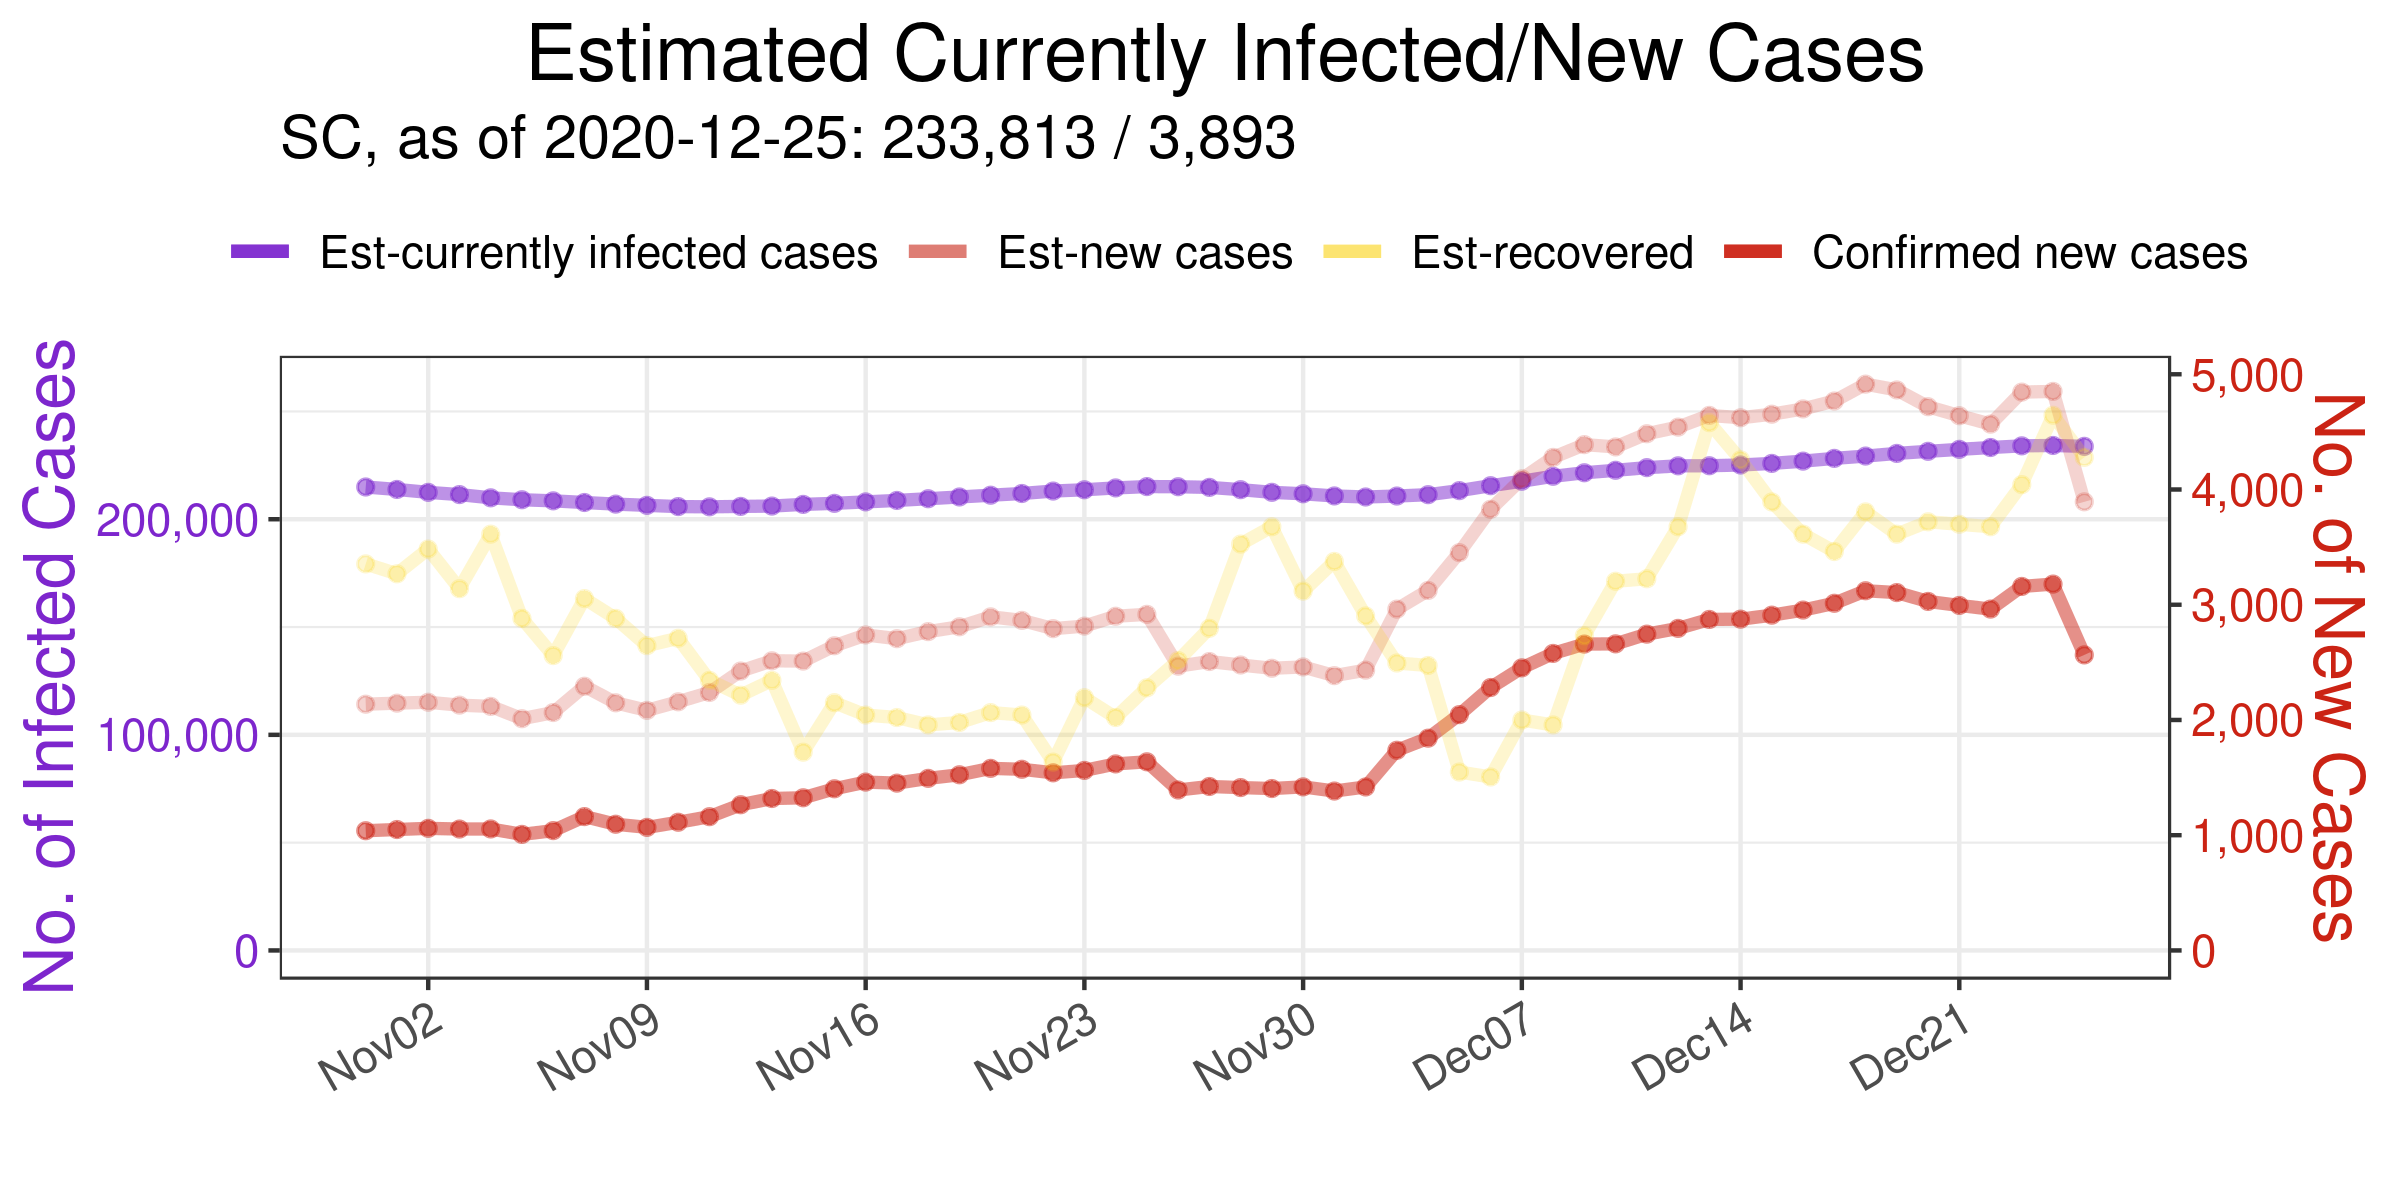 Estimated Currently Infected/New Cases
SC, as of 2020-12-25: 233,813 / 3,893
Est-currently infected cases Est-new cases Est-recovered Confirmed new cases
No. of Infected Cases
200,000
100,000
0
5,000
4,000
3,000
2,000
1,000
0
No. of New Cases
Nov02 Nov09 Nov16 Nov23 Nov30 Dec07 Dec14 Dec21